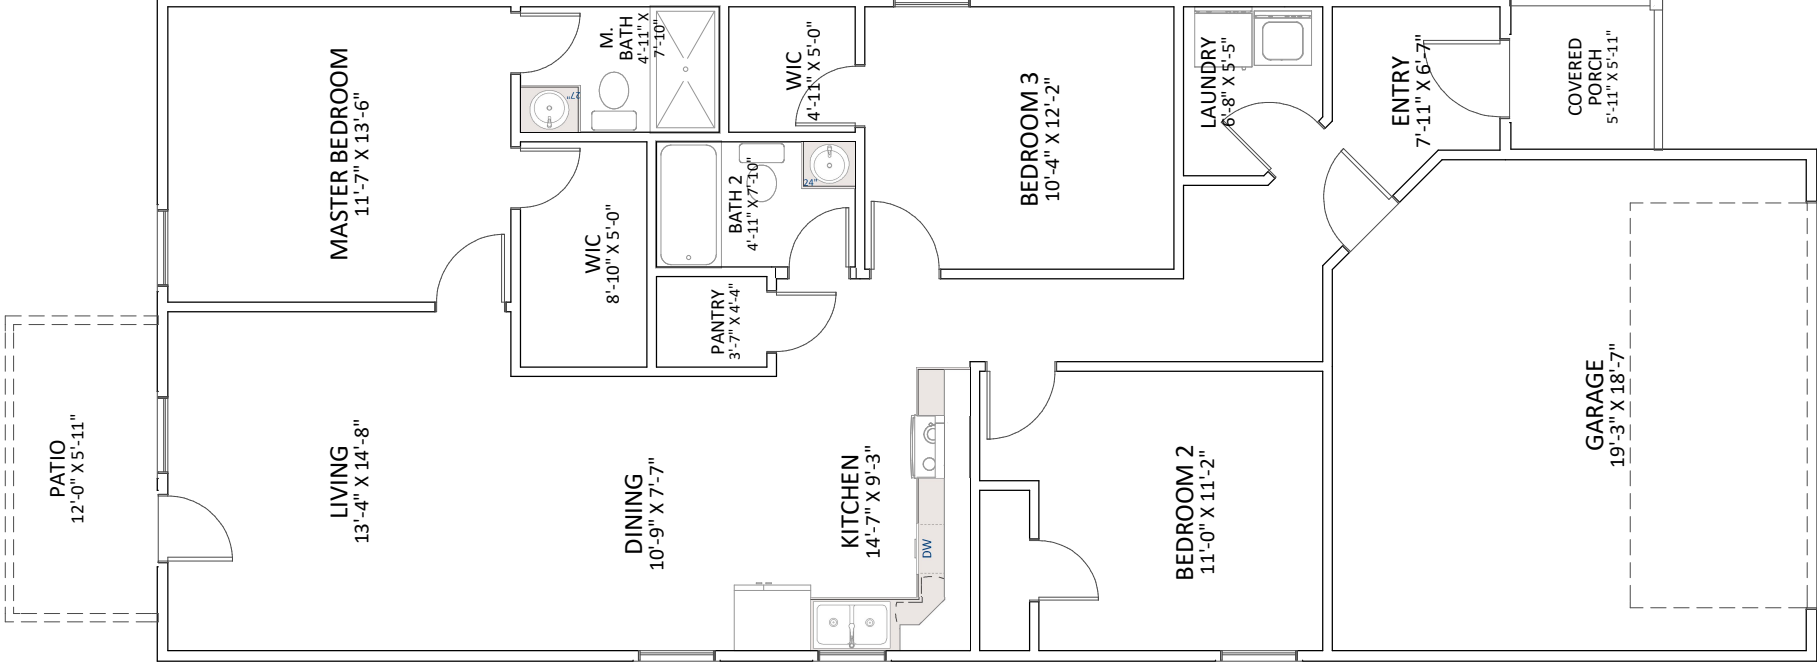 PATIO
12'-0" X 5'-11"
MASTER BEDROOM
11'-7" X 13'-6"
LIVING
13'-4" X 14'-8"
M.
BATH
4'-11" X
7'-10"
27"
WIC
8'-10" X 5'-0"
DINING
10'-9" X 7'-7"
WIC
4'-11" X 5'-0"
BATH 2
4'-11" X 7'-10"
24"
PANTRY
3'-7" X 4'-4"
KITCHEN
14'-7" X 9'-3"
DW
BEDROOM 3
10'-4" X 12'-2"
BEDROOM 2
11'-0" X 11'-2"
LAUNDRY
6'-8" X 5'-5"
ENTRY
7'-11" X 6'-7"
COVERED
PORCH
5'-11" X 5'-11"
GARAGE
19'-3" X 18'-7"